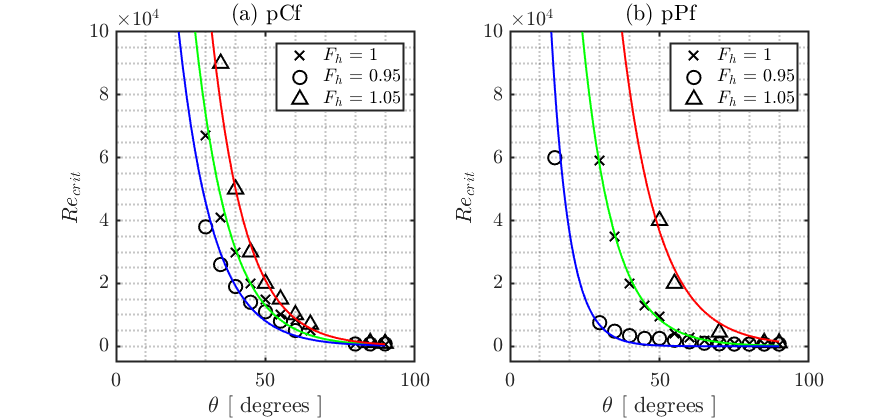 (a) pCf
×10⁴
10
8
6
4
2
0
0 50 100
Re_crit
θ [ degrees ]
F_h = 1
F_h = 0.95
F_h = 1.05
(b) pPf
×10⁴
10
8
6
4
2
0
0 50 100
Re_crit
θ [ degrees ]
F_h = 1
F_h = 0.95
F_h = 1.05